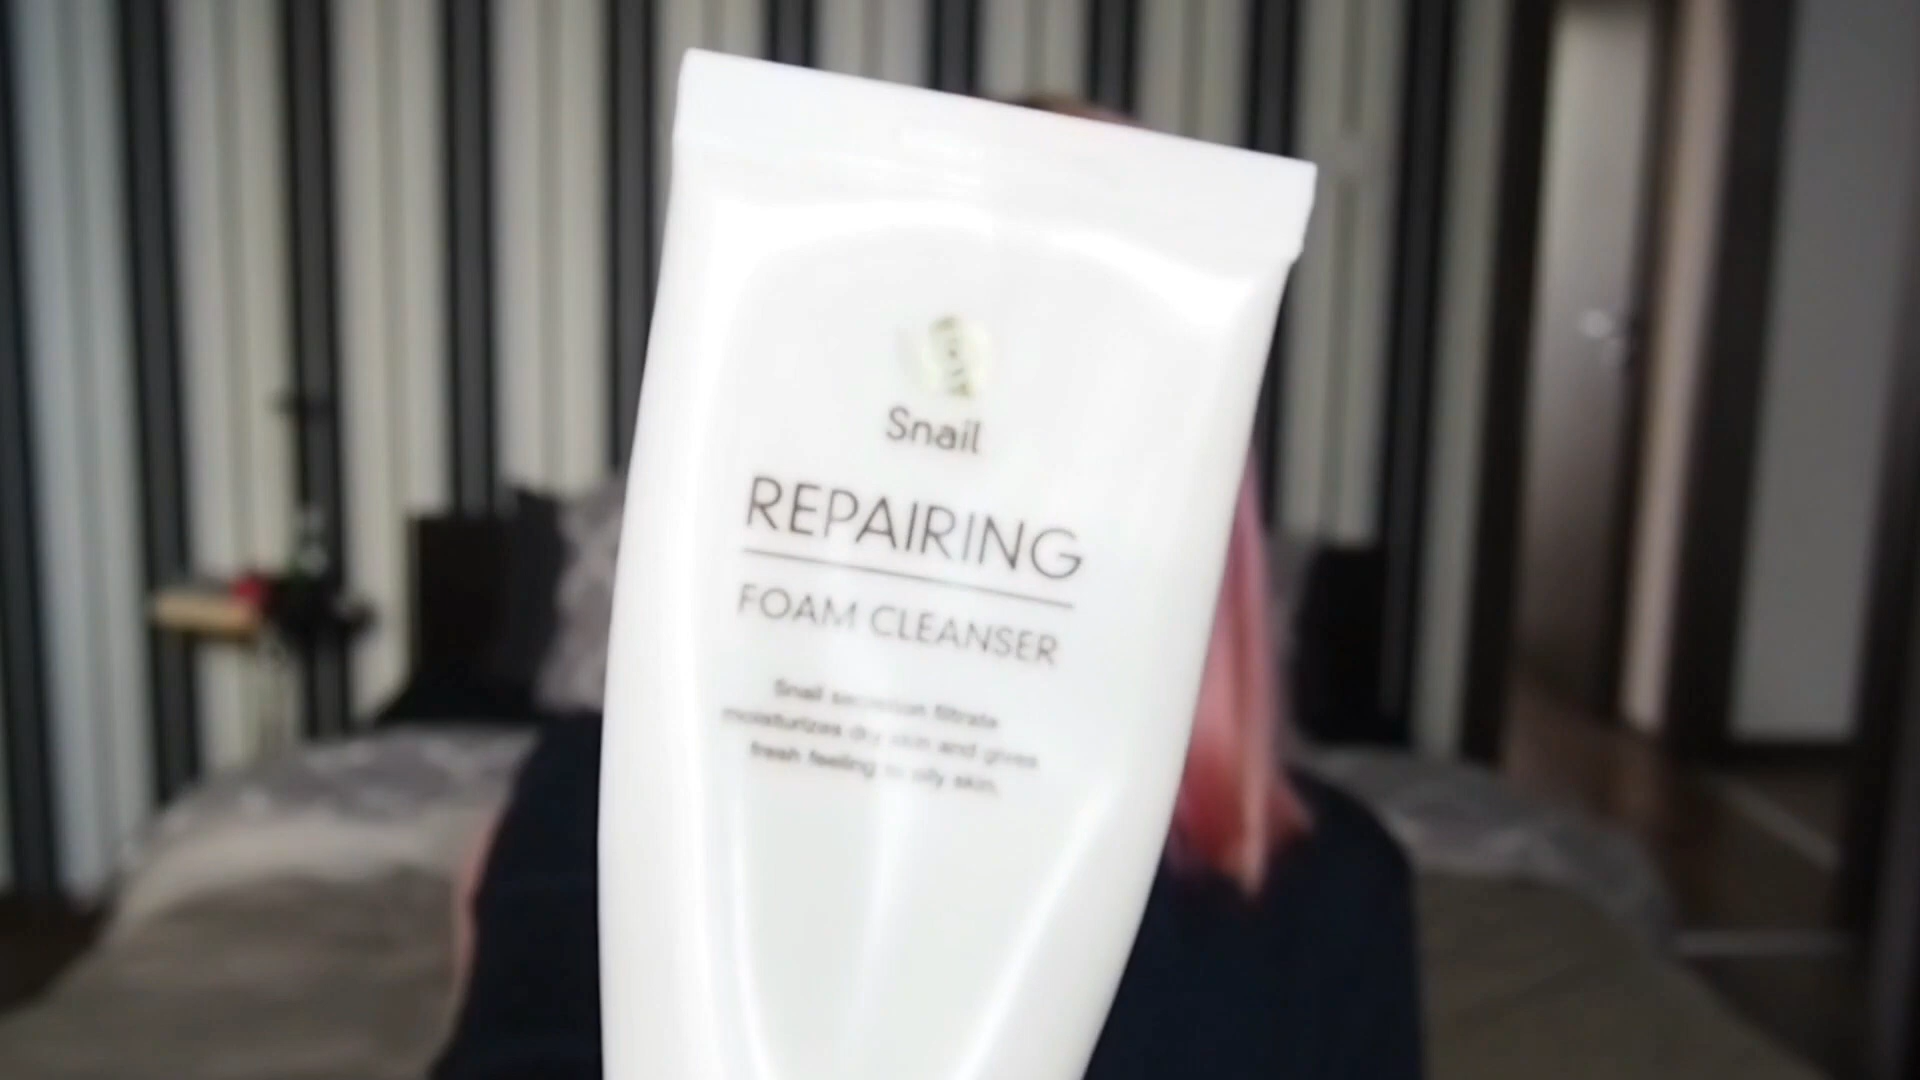 Snail
REPAIRING
FOAM CLEANSER
Snail secretion filtrate
moisturizes dry skin and gives
fresh feeling to oily skin.